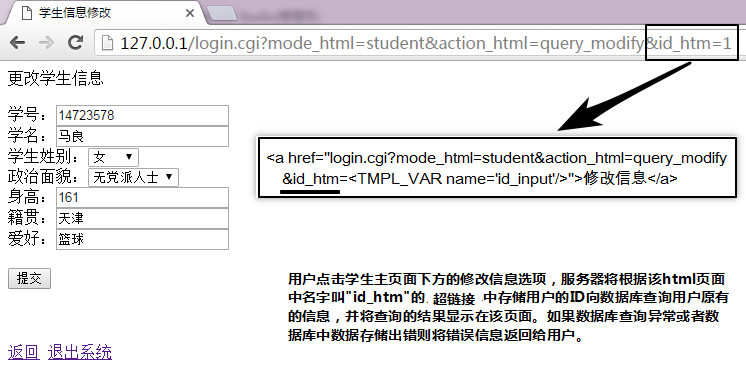 学生信息修改
127.0.0.1/login.cgi?mode_html=student&action_html=query_modify&id_htm=1
更改学生信息
学号：14723578
学名：马良
学生姓别：女
政治面貌：无党派人士
身高：161
籍贯：天津
爱好：篮球
提交
返回 退出系统
<a href="login.cgi?mode_html=student&action_html=query_modify
&id_htm=<TMPL_VAR name='id_input'/>">修改信息</a>
用户点击学生主页面下方的修改信息选项，服务器将根据该html页面
中名字叫"id_htm"的 超链接 中存储用户的ID向数据库查询用户原有
的信息，并将查询的结果显示在该页面。如果数据库查询异常或者数
据库中数据存储出错则将错误信息返回给用户。